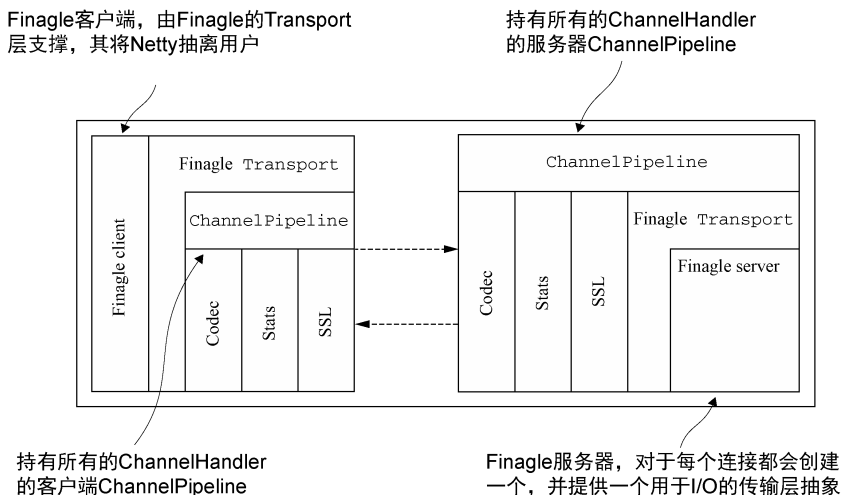 Finagle客户端，由Finagle的Transport
层支撑，其将Netty抽离用户
持有所有的ChannelHandler
的服务器ChannelPipeline
Finagle client
Finagle Transport
ChannelPipeline
Codec
Stats
SSL
ChannelPipeline
Codec
Stats
SSL
Finagle Transport
Finagle server
持有所有的ChannelHandler
的客户端ChannelPipeline
Finagle服务器，对于每个连接都会创建
一个，并提供一个用于I/O的传输层抽象